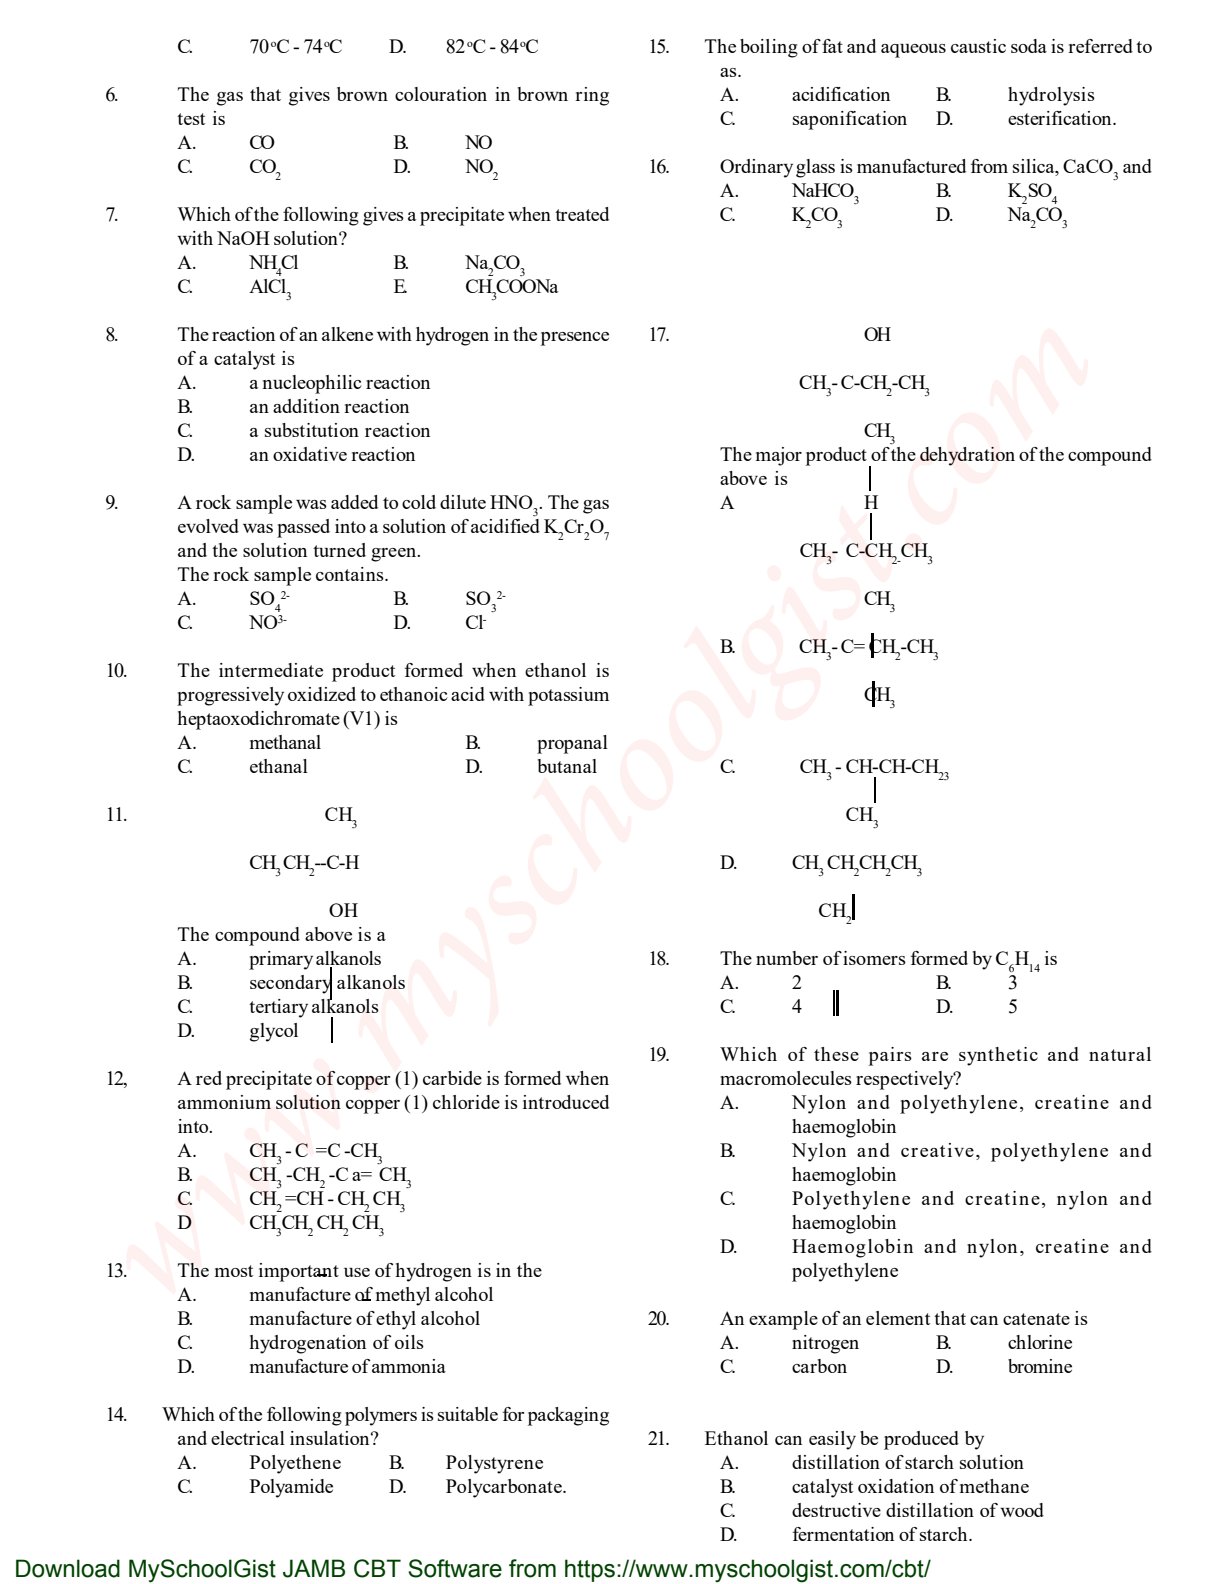 C. 70°C - 74°C D. 82°C - 84°C
6. The gas that gives brown colouration in brown ring
test is
A. CO B. NO
C. CO₂ D. NO₂
7. Which of the following gives a precipitate when treated
with NaOH solution?
A. NH₄Cl B. Na₂CO₃
C. AlCl₃ E. CH₃COONa
8. The reaction of an alkene with hydrogen in the presence
of a catalyst is
A. a nucleophilic reaction
B. an addition reaction
C. a substitution reaction
D. an oxidative reaction
9. A rock sample was added to cold dilute HNO₃. The gas
evolved was passed into a solution of acidified K₂Cr₂O₇
and the solution turned green.
The rock sample contains.
A. SO₄²⁻ B. SO₃²⁻
C. NO³⁻ D. Cl⁻
10. The intermediate product formed when ethanol is
progressively oxidized to ethanoic acid with potassium
heptaoxodichromate (V1) is
A. methanal B. propanal
C. ethanal D. butanal
11. CH₃
CH₃CH₂--C-H
OH
The compound above is a
A. primary alkanols
B. secondary alkanols
C. tertiary alkanols
D. glycol
12, A red precipitate of copper (1) carbide is formed when
ammonium solution copper (1) chloride is introduced
into.
A. CH₃ - C =C -CH₃
B. CH₃ -CH₂ -C a= CH₃
C. CH₂=CH - CH₂CH₃
D CH₃CH₂ CH₂ CH₃
13. The most important use of hydrogen is in the
A. manufacture of methyl alcohol
B. manufacture of ethyl alcohol
C. hydrogenation of oils
D. manufacture of ammonia
14. Which of the following polymers is suitable for packaging
and electrical insulation?
A. Polyethene B. Polystyrene
C. Polyamide D. Polycarbonate.
15. The boiling of fat and aqueous caustic soda is referred to
as.
A. acidification B. hydrolysis
C. saponification D. esterification.
16. Ordinary glass is manufactured from silica, CaCO₃ and
A. NaHCO₃ B. K₂SO₄
C. K₂CO₃ D. Na₂CO₃
17. OH
CH₃- C-CH₂-CH₃
CH₃
The major product of the dehydration of the compound
above is
A H
CH₃- C-CH₂-CH₃
CH₃
B. CH₃- C= CH₂-CH₃
CH₃
C. CH₃ - CH-CH-CH₂₃
CH₃
D. CH₃ CH₂CH₂CH₃
CH₂
18. The number of isomers formed by C₆H₁₄ is
A. 2 B. 3
C. 4 D. 5
19. Which of these pairs are synthetic and natural
macromolecules respectively?
A. Nylon and polyethylene, creatine and
haemoglobin
B. Nylon and creative, polyethylene and
haemoglobin
C. Polyethylene and creatine, nylon and
haemoglobin
D. Haemoglobin and nylon, creatine and
polyethylene
20. An example of an element that can catenate is
A. nitrogen B. chlorine
C. carbon D. bromine
21. Ethanol can easily be produced by
A. distillation of starch solution
B. catalyst oxidation of methane
C. destructive distillation of wood
D. fermentation of starch.
www.myschoolgist.com
Download MySchoolGist JAMB CBT Software from https://www.myschoolgist.com/cbt/